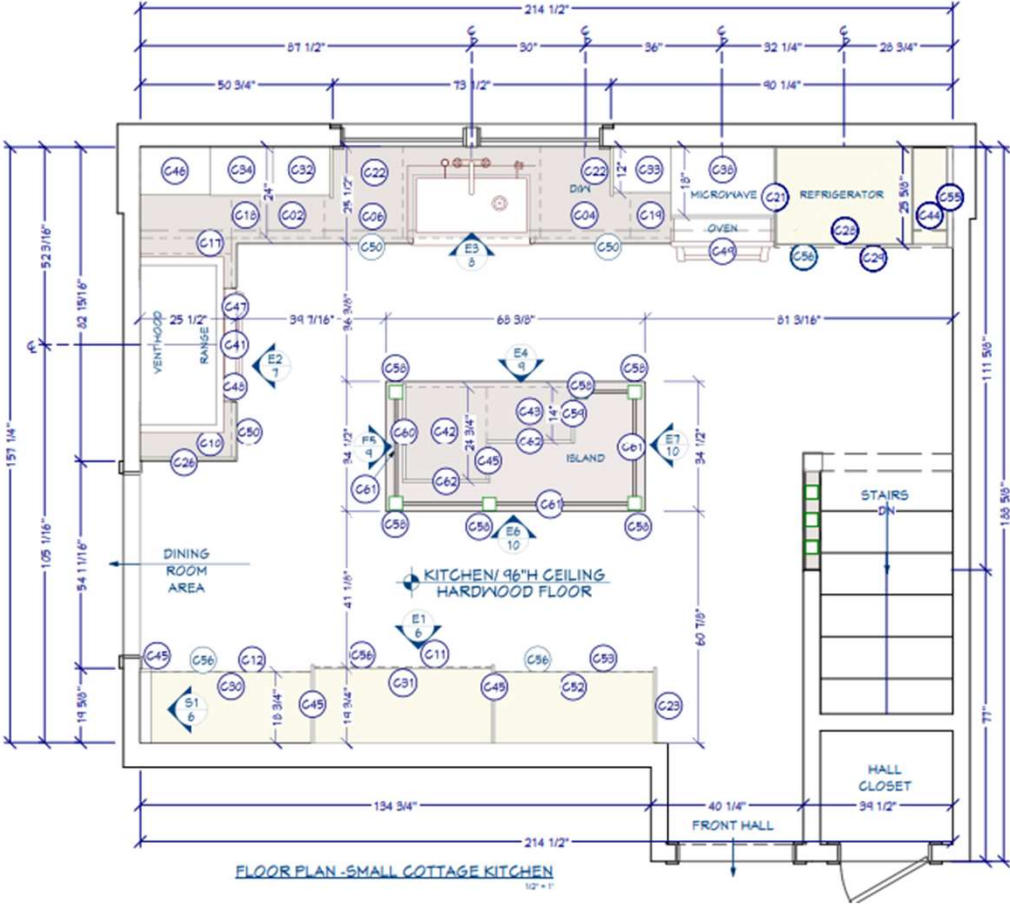 214 1/2"
87 1/2"
30"
36"
32 1/4"
28 3/4"
50 3/4"
73 1/2"
90 1/4"
C46
C34
C32
C22
C22
C33
C38
12"
18"
24"
25 1/2"
D/W
MICROWAVE
C21
REFRIGERATOR
25 5/8"
C55
C18
C02
C06
C04
C19
C44
OVEN
C28
C17
C50
E3
8
C50
C49
C56
C29
52 3/16"
82 15/16"
36 3/8"
C47
25 1/2"
39 7/16"
68 3/8"
81 3/16"
VENT HOOD
RANGE
C41
E2
7
E4
9
111 5/8"
C58
C58
C48
C58
C43
14"
C59
157 1/4"
C10
C50
C60
C42
24 3/4"
C62
C61
E5
9
E7
10
34 1/2"
34 1/2"
C26
C45
ISLAND
C61
C62
C61
188 5/8"
STAIRS
DN
C58
C58
E6
10
C58
105 1/16"
54 11/16"
DINING
ROOM
AREA
41 1/8"
KITCHEN/ 96"H CEILING
HARDWOOD FLOOR
60 7/8"
E1
6
C45
C56
C12
C56
C11
C56
C53
C30
C31
C45
C52
19 5/8"
S1
6
18 3/4"
C45
19 3/4"
C23
77"
HALL
CLOSET
134 3/4"
40 1/4"
39 1/2"
FRONT HALL
214 1/2"
FLOOR PLAN -SMALL COTTAGE KITCHEN
1/2" = 1'